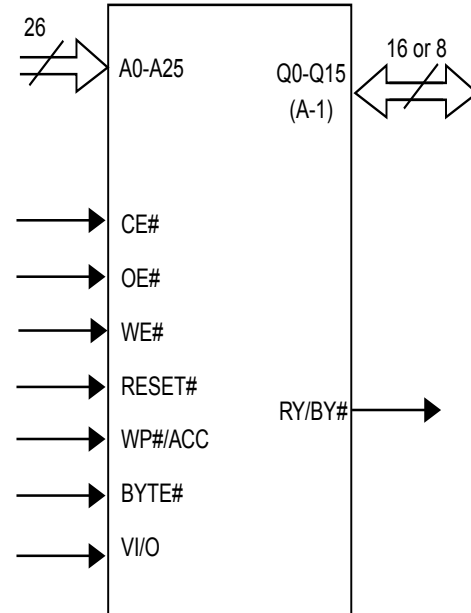 26
16 or 8
A0-A25
Q0-Q15
(A-1)
CE#
OE#
WE#
RESET#
RY/BY#
WP#/ACC
BYTE#
VI/O